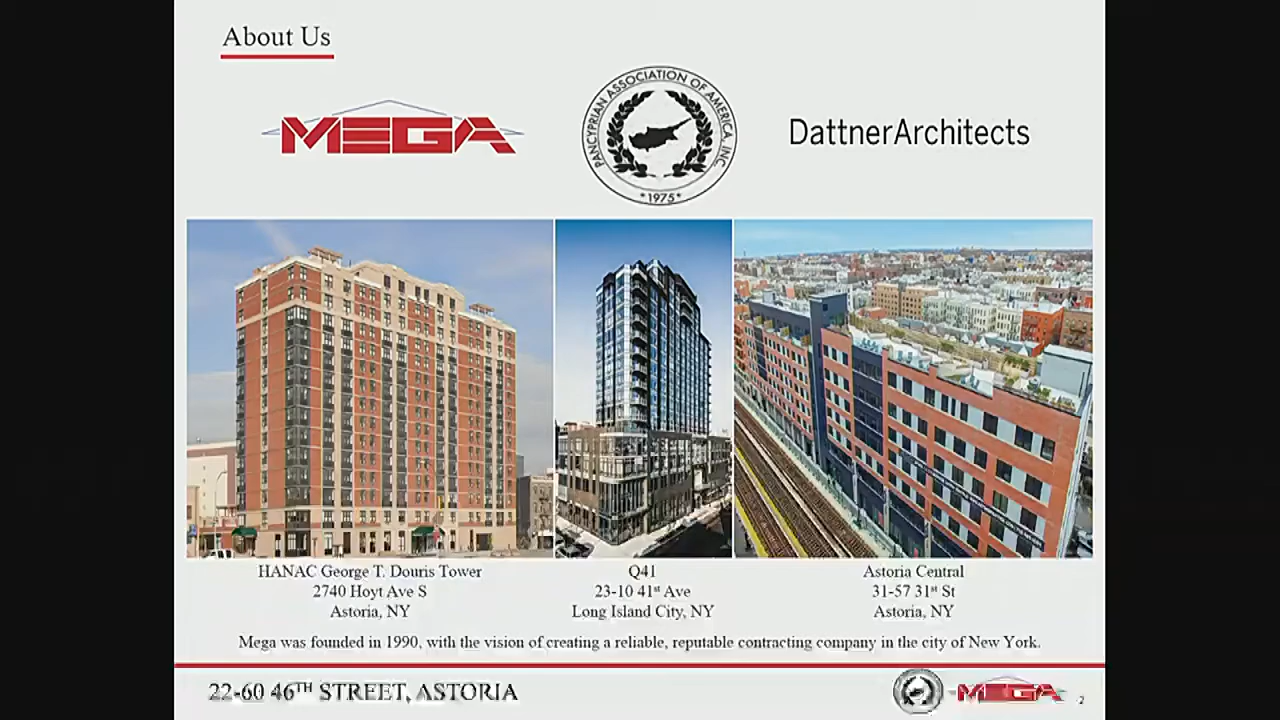 About Us
MEGA
PANCYPRIAN ASSOCIATION OF AMERICA, INC.
*1975*
DattnerArchitects
HANAC George T. Douris Tower
2740 Hoyt Ave S
Astoria, NY
Q41
23-10 41st Ave
Long Island City, NY
Astoria Central
31-57 31st St
Astoria, NY
Mega was founded in 1990, with the vision of creating a reliable, reputable contracting company in the city of New York.
22-60 46TH STREET, ASTORIA
MEGA
2